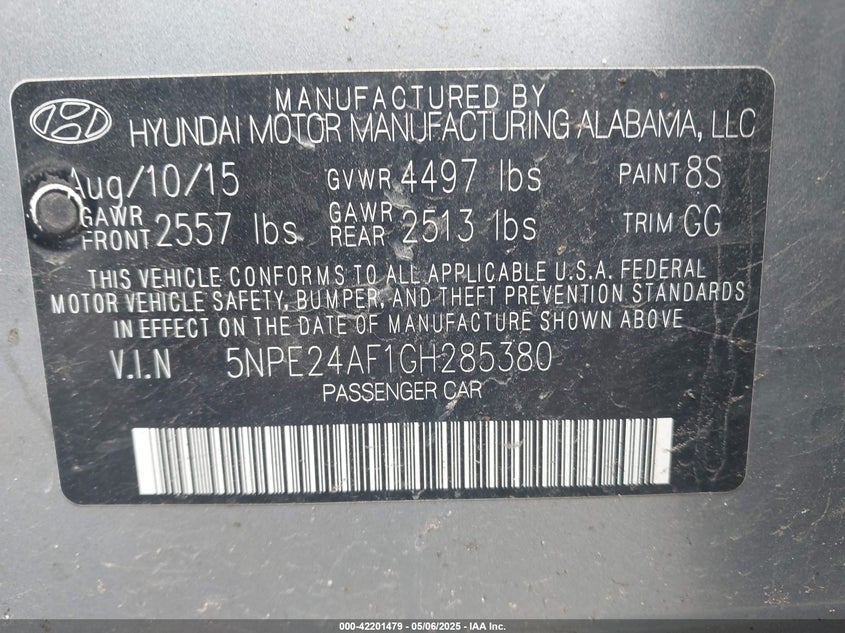 MANUFACTURED BY
HYUNDAI MOTOR MANUFACTURING ALABAMA, LLC
Aug/10/15 GVWR 4497 lbs PAINT 8S
GAWR FRONT 2557 lbs GAWR REAR 2513 lbs TRIM GG
THIS VEHICLE CONFORMS TO ALL APPLICABLE U.S.A. FEDERAL
MOTOR VEHICLE SAFETY, BUMPER, AND THEFT PREVENTION STANDARDS
IN EFFECT ON THE DATE OF MANUFACTURE SHOWN ABOVE
V.I.N 5NPE24AF1GH285380
PASSENGER CAR
000-42201479 - 05/06/2025 - IAA Inc.